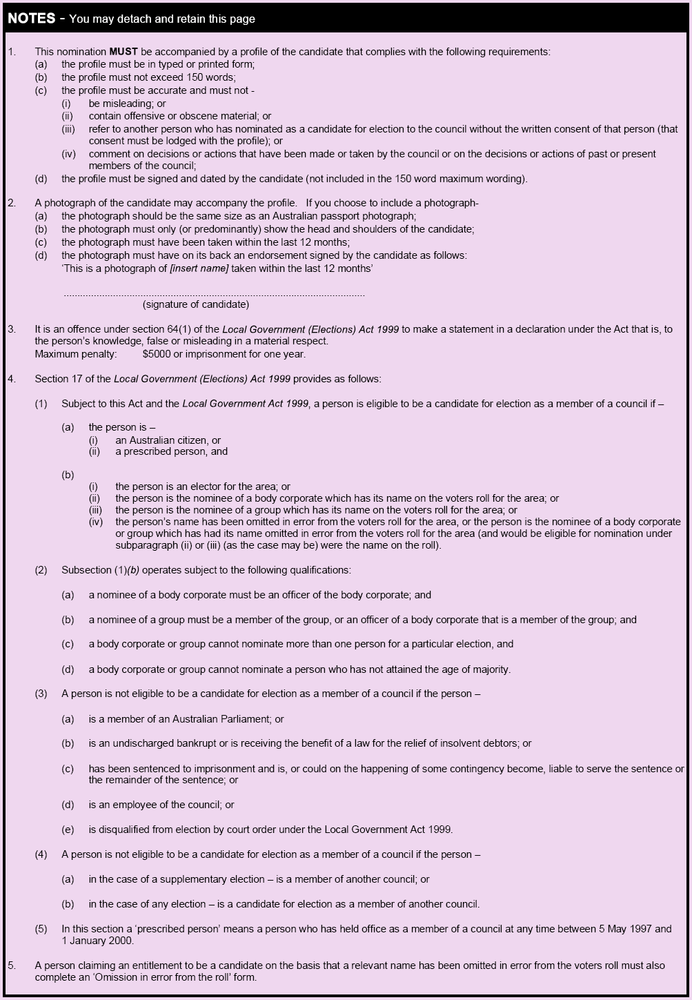 NOTES - You may detach and retain this page
1. This nomination MUST be accompanied by a profile of the candidate that complies with the following requirements:
(a) the profile must be in typed or printed form;
(b) the profile must not exceed 150 words;
(c) the profile must be accurate and must not -
(i) be misleading; or
(ii) contain offensive or obscene material; or
(iii) refer to another person who has nominated as a candidate for election to the council without the written consent of that person (that
consent must be lodged with the profile); or
(iv) comment on decisions or actions that have been made or taken by the council or on the decisions or actions of past or present
members of the council;
(d) the profile must be signed and dated by the candidate (not included in the 150 word maximum wording).
2. A photograph of the candidate may accompany the profile. If you choose to include a photograph-
(a) the photograph should be the same size as an Australian passport photograph;
(b) the photograph must only (or predominantly) show the head and shoulders of the candidate;
(c) the photograph must have been taken within the last 12 months;
(d) the photograph must have on its back an endorsement signed by the candidate as follows:
‘This is a photograph of [insert name] taken within the last 12 months’
.............................................................................................................
(signature of candidate)
3. It is an offence under section 64(1) of the Local Government (Elections) Act 1999 to make a statement in a declaration under the Act that is, to
the person’s knowledge, false or misleading in a material respect.
Maximum penalty: $5000 or imprisonment for one year.
4. Section 17 of the Local Government (Elections) Act 1999 provides as follows:
(1) Subject to this Act and the Local Government Act 1999, a person is eligible to be a candidate for election as a member of a council if –
(a) the person is –
(i) an Australian citizen, or
(ii) a prescribed person, and
(b)
(i) the person is an elector for the area; or
(ii) the person is the nominee of a body corporate which has its name on the voters roll for the area; or
(iii) the person is the nominee of a group which has its name on the voters roll for the area; or
(iv) the person’s name has been omitted in error from the voters roll for the area, or the person is the nominee of a body corporate
or group which has had its name omitted in error from the voters roll for the area (and would be eligible for nomination under
subparagraph (ii) or (iii) (as the case may be) were the name on the roll).
(2) Subsection (1)(b) operates subject to the following qualifications:
(a) a nominee of a body corporate must be an officer of the body corporate; and
(b) a nominee of a group must be a member of the group, or an officer of a body corporate that is a member of the group; and
(c) a body corporate or group cannot nominate more than one person for a particular election, and
(d) a body corporate or group cannot nominate a person who has not attained the age of majority.
(3) A person is not eligible to be a candidate for election as a member of a council if the person –
(a) is a member of an Australian Parliament; or
(b) is an undischarged bankrupt or is receiving the benefit of a law for the relief of insolvent debtors; or
(c) has been sentenced to imprisonment and is, or could on the happening of some contingency become, liable to serve the sentence or
the remainder of the sentence; or
(d) is an employee of the council; or
(e) is disqualified from election by court order under the Local Government Act 1999.
(4) A person is not eligible to be a candidate for election as a member of a council if the person –
(a) in the case of a supplementary election – is a member of another council; or
(b) in the case of any election – is a candidate for election as a member of another council.
(5) In this section a ‘prescribed person’ means a person who has held office as a member of a council at any time between 5 May 1997 and
1 January 2000.
5. A person claiming an entitlement to be a candidate on the basis that a relevant name has been omitted in error from the voters roll must also
complete an ‘Omission in error from the roll’ form.